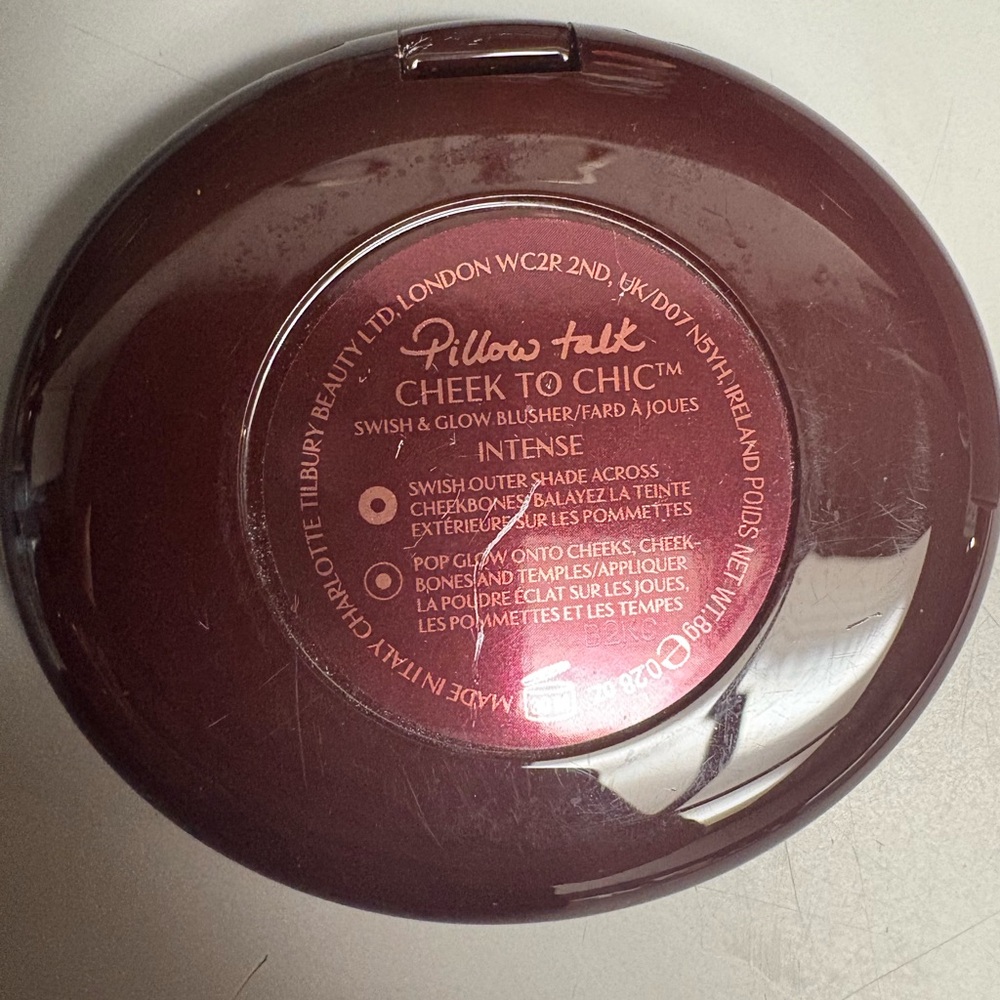 CHARLOTTE TILBURY BEAUTY LTD, LONDON WC2R 2ND, UK/D07 N5YH, IRELAND POIDS NET WT. 8g ℮ 0.28 oz.
Pillow talk
CHEEK TO CHIC™
SWISH & GLOW BLUSHER/FARD À JOUES
INTENSE
SWISH OUTER SHADE ACROSS
CHEEKBONES/BALAYEZ LA TEINTE
EXTÉRIEURE SUR LES POMMETTES
POP GLOW ONTO CHEEKS, CHEEK-
BONES AND TEMPLES/APPLIQUER
LA POUDRE ÉCLAT SUR LES JOUES,
LES POMMETTES ET LES TEMPES
MADE IN ITALY